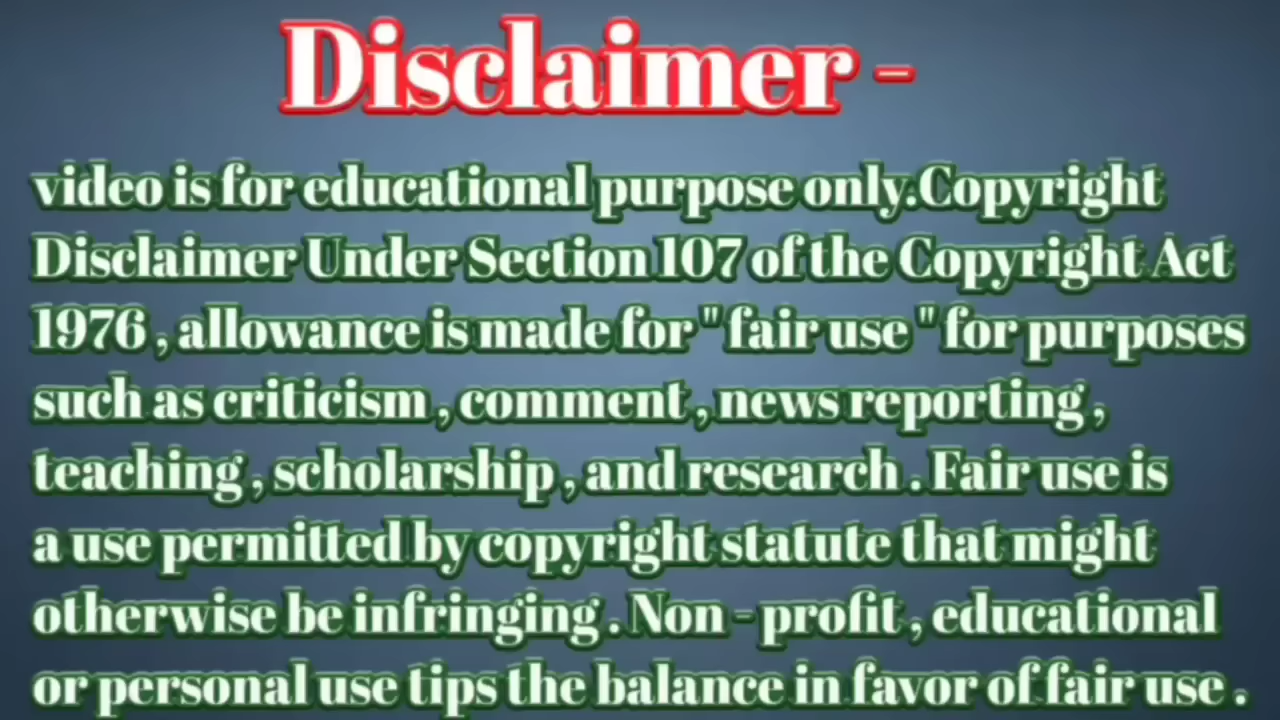 Disclaimer -
video is for educational purpose only.Copyright
Disclaimer Under Section 107 of the Copyright Act
1976 , allowance is made for " fair use " for purposes
such as criticism , comment , news reporting ,
teaching , scholarship , and research . Fair use is
a use permitted by copyright statute that might
otherwise be infringing . Non - profit , educational
or personal use tips the balance in favor of fair use .